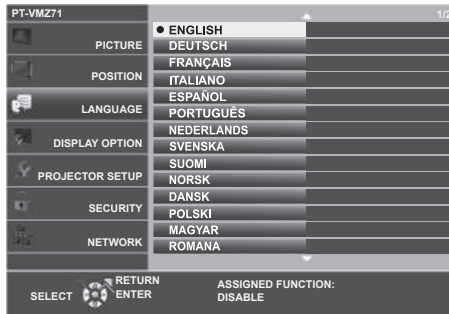 PT-VMZ71
1/2
PICTURE
POSITION
LANGUAGE
DISPLAY OPTION
PROJECTOR SETUP
SECURITY
NETWORK
ENGLISH
DEUTSCH
FRANÇAIS
ITALIANO
ESPAÑOL
PORTUGUÊS
NEDERLANDS
SVENSKA
SUOMI
NORSK
DANSK
POLSKI
MAGYAR
ROMANA
SELECT
RETURN
ENTER
ASSIGNED FUNCTION:
DISABLE